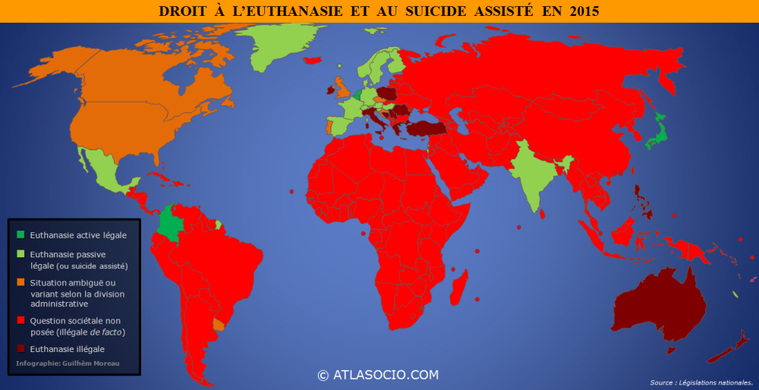 DROIT À L'EUTHANASIE ET AU SUICIDE ASSISTÉ EN 2015
Euthanasie active légale
Euthanasie passive
légale (ou suicide assisté)
Situation ambiguë ou
variant selon la division
administrative
Question sociétale non
posée (illégale de facto)
Euthanasie illégale
Infographie: Guilhèm Moreau
© ATLASOCIO.COM
Source : Législations nationales.